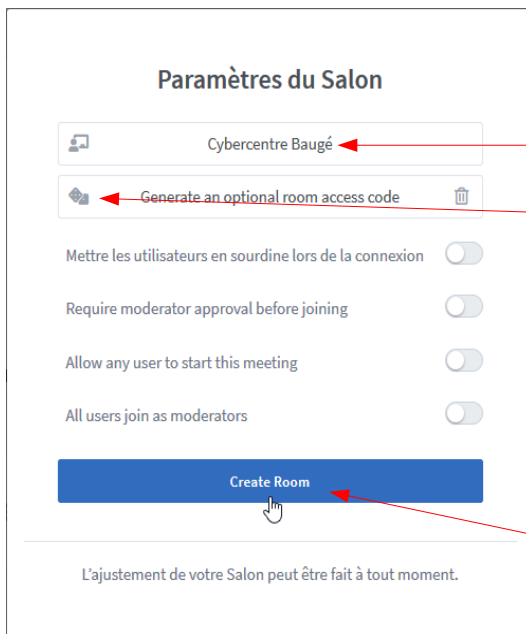 Paramètres du Salon
Cybercentre Baugé
Generate an optional room access code
Mettre les utilisateurs en sourdine lors de la connexion
Require moderator approval before joining
Allow any user to start this meeting
All users join as moderators
Create Room
L'ajustement de votre Salon peut être fait à tout moment.